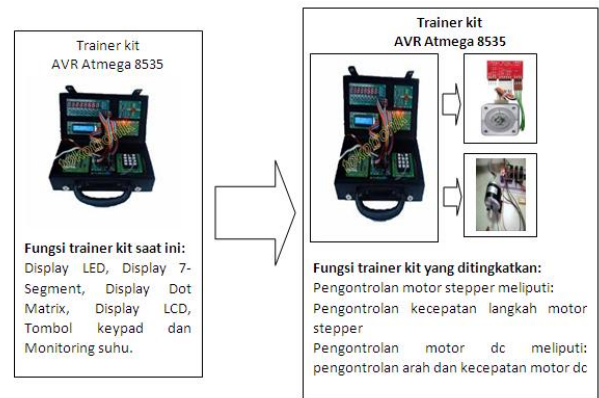 Trainer kit
AVR Atmega 8535
Fungsi trainer kit saat ini:
Display LED, Display 7-
Segment, Display Dot
Matrix, Display LCD,
Tombol keypad dan
Monitoring suhu.
Trainer kit
AVR Atmega 8535
Fungsi trainer kit yang ditingkatkan:
Pengontrolan motor stepper meliputi:
Pengontrolan kecepatan langkah motor
stepper
Pengontrolan motor dc meliputi:
pengontrolan arah dan kecepatan motor dc